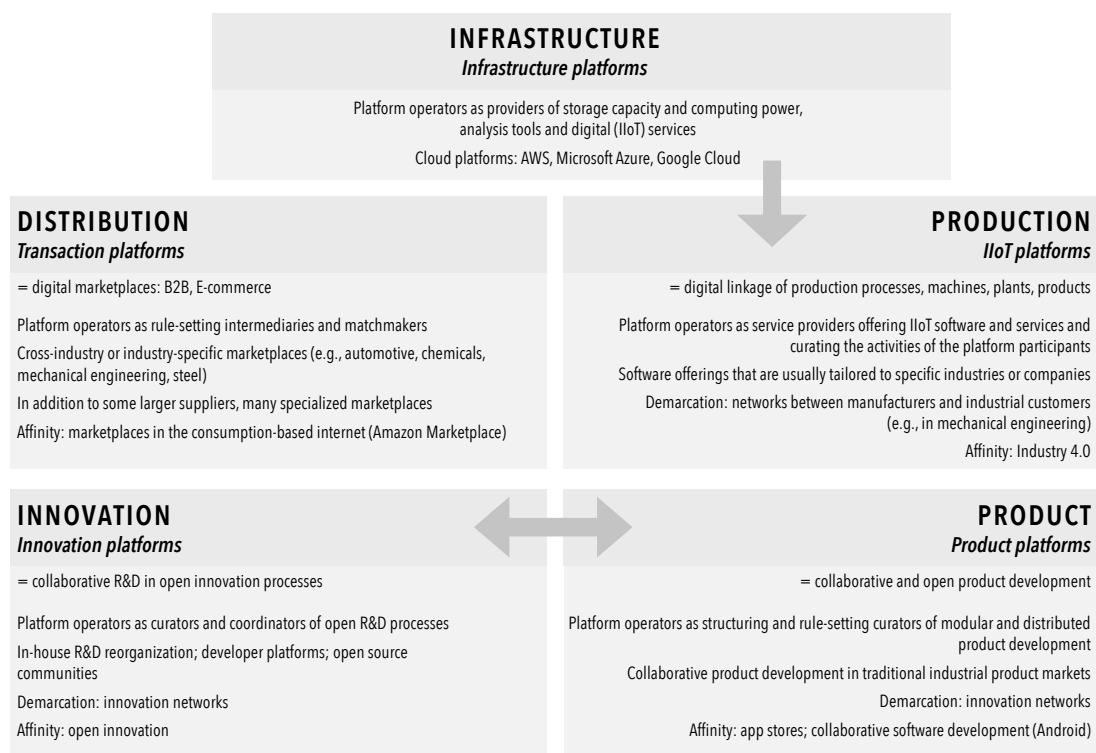 INFRASTRUCTURE
Infrastructure platforms
Platform operators as providers of storage capacity and computing power,
analysis tools and digital (IIoT) services
Cloud platforms: AWS, Microsoft Azure, Google Cloud
DISTRIBUTION
Transaction platforms
= digital marketplaces: B2B, E-commerce
Platform operators as rule-setting intermediaries and matchmakers
Cross-industry or industry-specific marketplaces (e.g., automotive, chemicals,
mechanical engineering, steel)
In addition to some larger suppliers, many specialized marketplaces
Affinity: marketplaces in the consumption-based internet (Amazon Marketplace)
PRODUCTION
IIoT platforms
= digital linkage of production processes, machines, plants, products
Platform operators as service providers offering IIoT software and services and
curating the activities of the platform participants
Software offerings that are usually tailored to specific industries or companies
Demarcation: networks between manufacturers and industrial customers
(e.g., in mechanical engineering)
Affinity: Industry 4.0
INNOVATION
Innovation platforms
= collaborative R&D in open innovation processes
Platform operators as curators and coordinators of open R&D processes
In-house R&D reorganization; developer platforms; open source
communities
Demarcation: innovation networks
Affinity: open innovation
PRODUCT
Product platforms
= collaborative and open product development
Platform operators as structuring and rule-setting curators of modular and distributed
product development
Collaborative product development in traditional industrial product markets
Demarcation: innovation networks
Affinity: app stores; collaborative software development (Android)